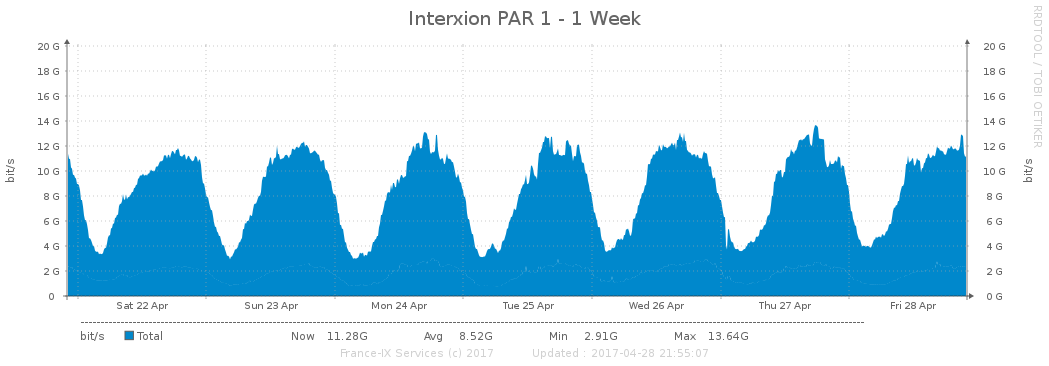 Interxion PAR 1 - 1 Week
RRDTOOL / TOBI OETIKER
20 G 20 G
18 G 18 G
16 G 16 G
14 G 14 G
12 G 12 G
10 G 10 G
8 G 8 G
6 G 6 G
4 G 4 G
2 G 2 G
0 0 G
bit/s
bit/s
Sat 22 Apr Sun 23 Apr Mon 24 Apr Tue 25 Apr Wed 26 Apr Thu 27 Apr Fri 28 Apr
bit/s Total Now 11.28G Avg 8.52G Min 2.91G Max 13.64G
France-IX Services (c) 2017 Updated : 2017-04-28 21:55:07